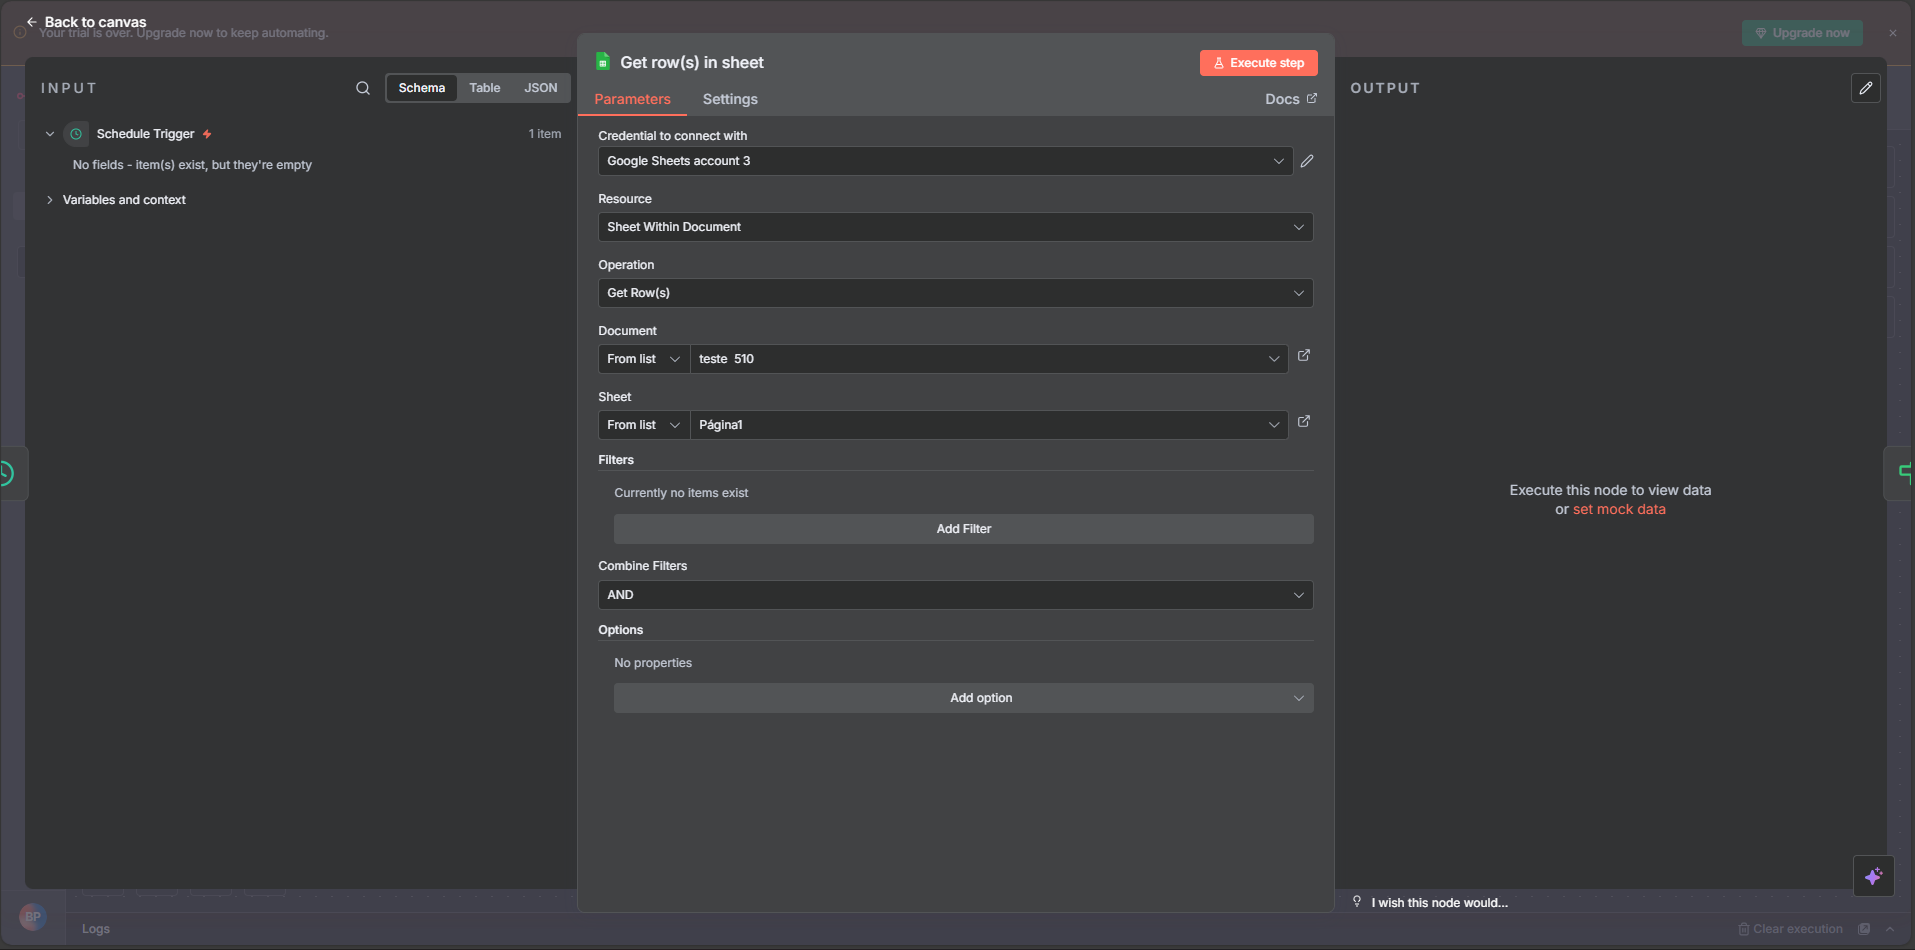 Back to canvas
Your trial is over. Upgrade now to keep automating.
Upgrade now
INPUT
Schema
Table
JSON
Schedule Trigger
1 item
No fields - item(s) exist, but they're empty
Variables and context
Get row(s) in sheet
Execute step
Parameters
Settings
Docs
Credential to connect with
Google Sheets account 3
Resource
Sheet Within Document
Operation
Get Row(s)
Document
From list
teste 510
Sheet
From list
Página1
Filters
Currently no items exist
Add Filter
Combine Filters
AND
Options
No properties
Add option
OUTPUT
Execute this node to view data
or set mock data
I wish this node would...
BP
Logs
Clear execution